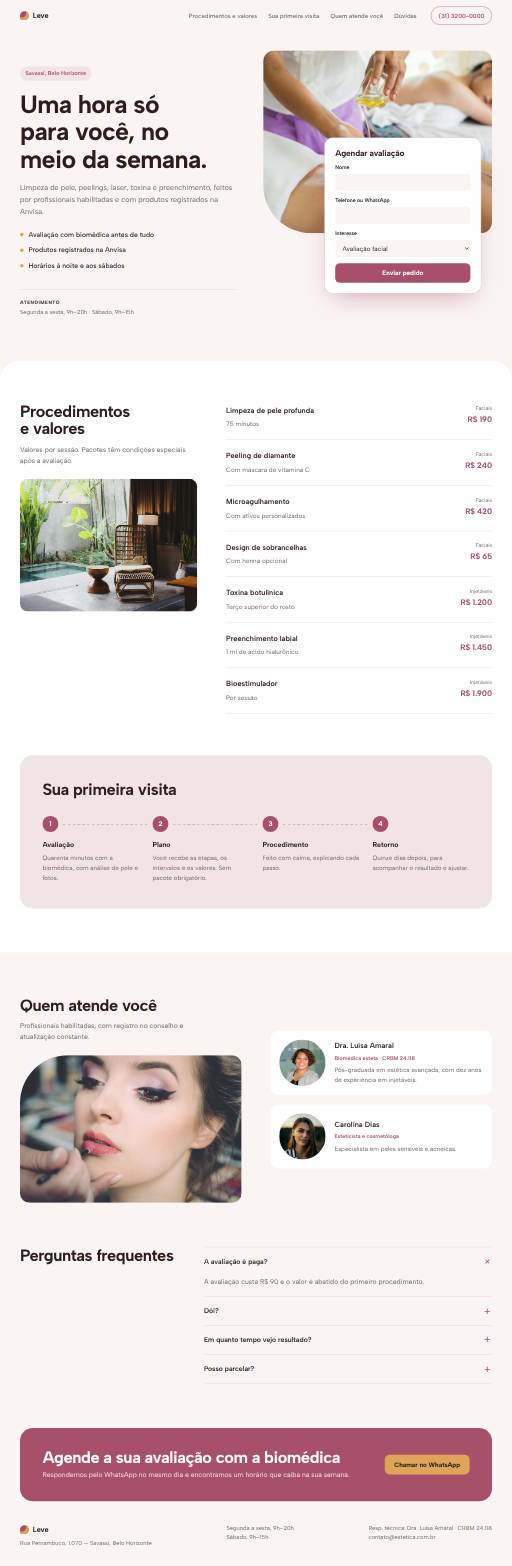 Leve
Procedimentos e valores
Sua primeira visita
Quem atende você
Dúvidas
(31) 3200-0000
Savassi, Belo Horizonte
Uma hora só
para você, no
meio da semana.
Limpeza de pele, peelings, laser, toxina e preenchimento, feitos
por profissionais habilitadas e com produtos registrados na
Anvisa.
Avaliação com biomédica antes de tudo
Produtos registrados na Anvisa
Horários à noite e aos sábados
ATENDIMENTO
Segunda a sexta, 9h–20h · Sábado, 9h–15h
Agendar avaliação
Nome
Telefone ou WhatsApp
Interesse
Avaliação facial
Enviar pedido
Procedimentos
e valores
Valores por sessão. Pacotes têm condições especiais
após a avaliação.
Limpeza de pele profunda
75 minutos
Faciais
R$ 190
Peeling de diamante
Com máscara de vitamina C
Faciais
R$ 240
Microagulhamento
Com ativos personalizados
Faciais
R$ 420
Design de sobrancelhas
Com henna opcional
Faciais
R$ 65
Toxina botulínica
Terço superior do rosto
Injetáveis
R$ 1.200
Preenchimento labial
1 ml de ácido hialurônico
Injetáveis
R$ 1.450
Bioestimulador
Por sessão
Injetáveis
R$ 1.900
Sua primeira visita
1
Avaliação
Quarenta minutos com a
biomédica, com análise de pele e
fotos.
2
Plano
Você recebe as etapas, os
intervalos e os valores. Sem
pacote obrigatório.
3
Procedimento
Feito com calma, explicando cada
passo.
4
Retorno
Quinze dias depois, para
acompanhar o resultado e ajustar.
Quem atende você
Profissionais habilitadas, com registro no conselho e
atualização constante.
Dra. Luísa Amaral
Biomédica esteta · CRBM 24.118
Pós-graduada em estética avançada, com dez anos
de experiência em injetáveis.
Carolina Dias
Esteticista e cosmetóloga
Especialista em peles sensíveis e acneicas.
Perguntas frequentes
A avaliação é paga?
A avaliação custa R$ 90 e o valor é abatido do primeiro procedimento.
Dói?
Em quanto tempo vejo resultado?
Posso parcelar?
Agende a sua avaliação com a biomédica
Respondemos pelo WhatsApp no mesmo dia e encontramos um horário que caiba na sua semana.
Chamar no WhatsApp
Leve
Rua Pernambuco, 1.070 — Savassi, Belo Horizonte
Segunda a sexta, 9h–20h
Sábado, 9h–15h
Resp. técnica: Dra. Luísa Amaral · CRBM 24.118
contato@estetica.com.br